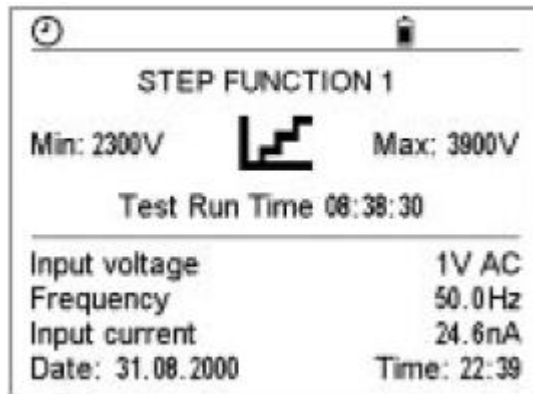 STEP FUNCTION 1
Min: 2300V Max: 3900V
Test Run Time 08:38:30
Input voltage 1V AC
Frequency 50.0Hz
Input current 24.6nA
Date: 31.08.2000 Time: 22:39